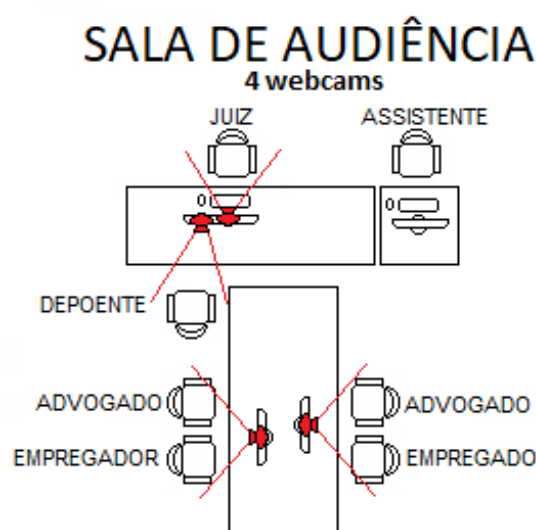 SALA DE AUDIÊNCIA
4 webcams
JUIZ
ASSISTENTE
DEPOENTE
ADVOGADO
ADVOGADO
EMPREGADOR
EMPREGADO